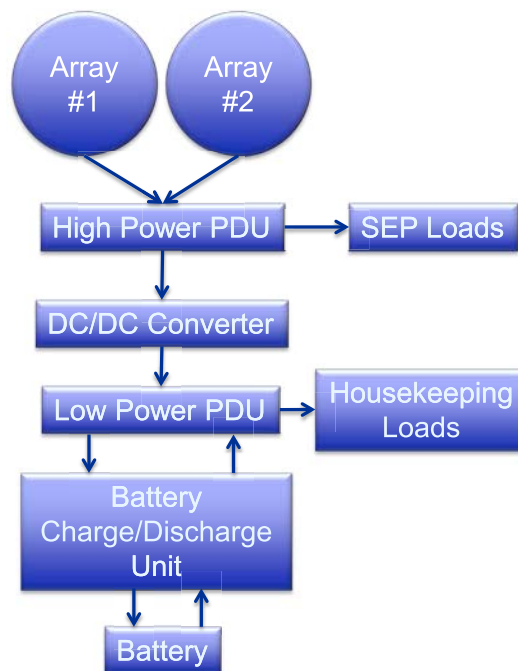 Array
#1
Array
#2
High Power PDU
SEP Loads
DC/DC Converter
Low Power PDU
Housekeeping
Loads
Battery
Charge/Discharge
Unit
Battery